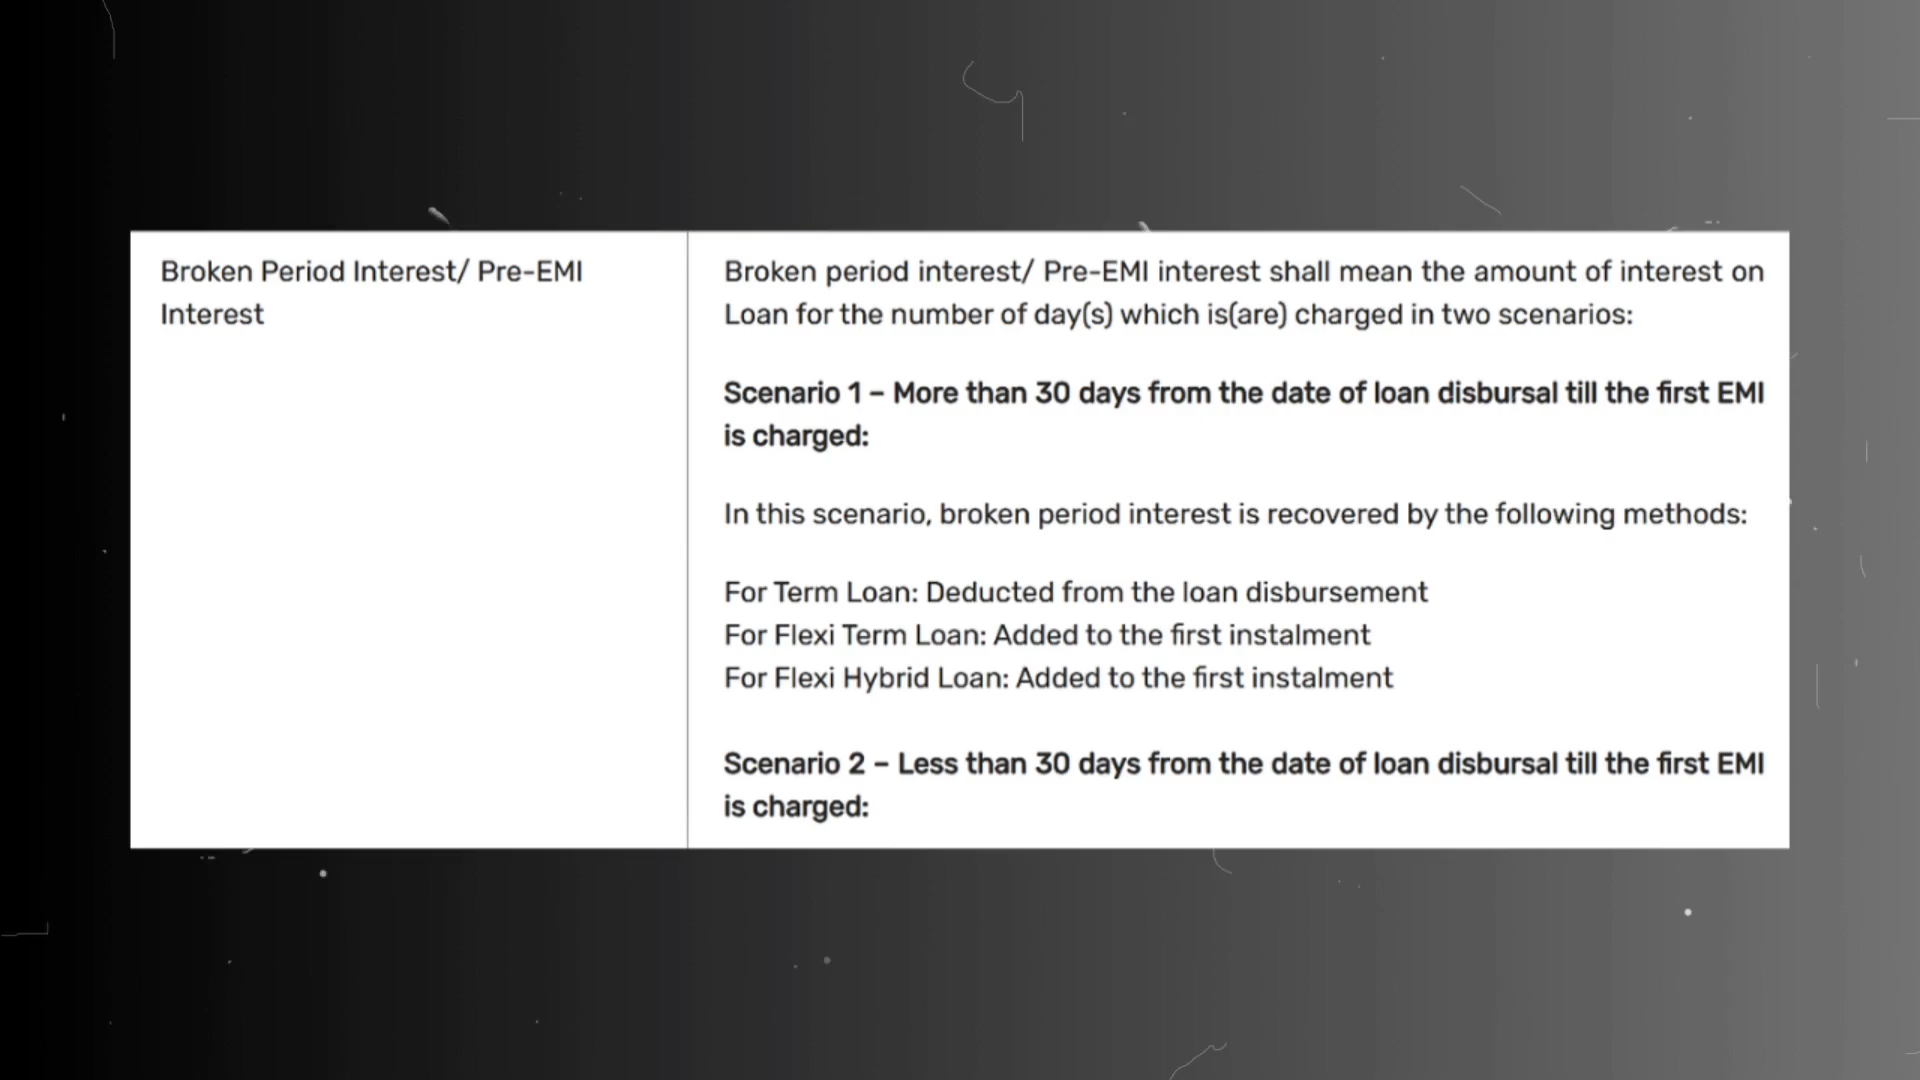 Broken Period Interest/ Pre-EMI
Interest
Broken period interest/ Pre-EMI interest shall mean the amount of interest on
Loan for the number of day(s) which is(are) charged in two scenarios:
Scenario 1 – More than 30 days from the date of loan disbursal till the first EMI
is charged:
In this scenario, broken period interest is recovered by the following methods:
For Term Loan: Deducted from the loan disbursement
For Flexi Term Loan: Added to the first instalment
For Flexi Hybrid Loan: Added to the first instalment
Scenario 2 – Less than 30 days from the date of loan disbursal till the first EMI
is charged: